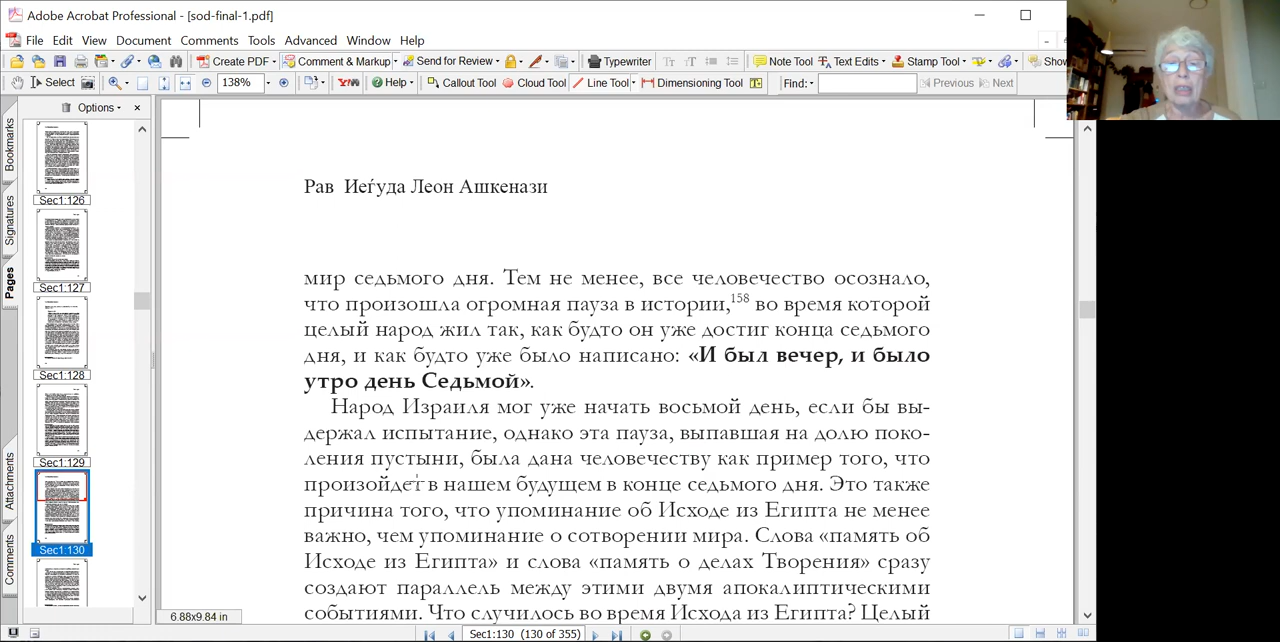 Adobe Acrobat Professional - [sod-final-1.pdf]
File Edit View Document Comments Tools Advanced Window Help
Create PDF Comment & Markup Send for Review Typewriter Note Tool Text Edits Stamp Tool Show
Select 138% Help Callout Tool Cloud Tool Line Tool Dimensioning Tool Find: Previous Next
Options
Bookmarks
Signatures
Pages
Attachments
Comments
Sec1:126
Sec1:127
Sec1:128
Sec1:129
Sec1:130
Рав Иеѓуда Леон Ашкенази
мир седьмого дня. Тем не менее, все человечество осознало,
что произошла огромная пауза в истории,158 во время которой
целый народ жил так, как будто он уже достиг конца седьмого
дня, и как будто уже было написано: «И был вечер, и было
утро день Седьмой».
Народ Израиля мог уже начать восьмой день, если бы вы-
держал испытание, однако эта пауза, выпавшая на долю поко-
ления пустыни, была дана человечеству как пример того, что
произойдет в нашем будущем в конце седьмого дня. Это также
причина того, что упоминание об Исходе из Египта не менее
важно, чем упоминание о сотворении мира. Слова «память об
Исходе из Египта» и слова «память о делах Творения» сразу
создают параллель между этими двумя апокалиптическими
событиями. Что случилось во время Исхода из Египта? Целый
6.88x9.84 in
Sec1:130 (130 of 355)